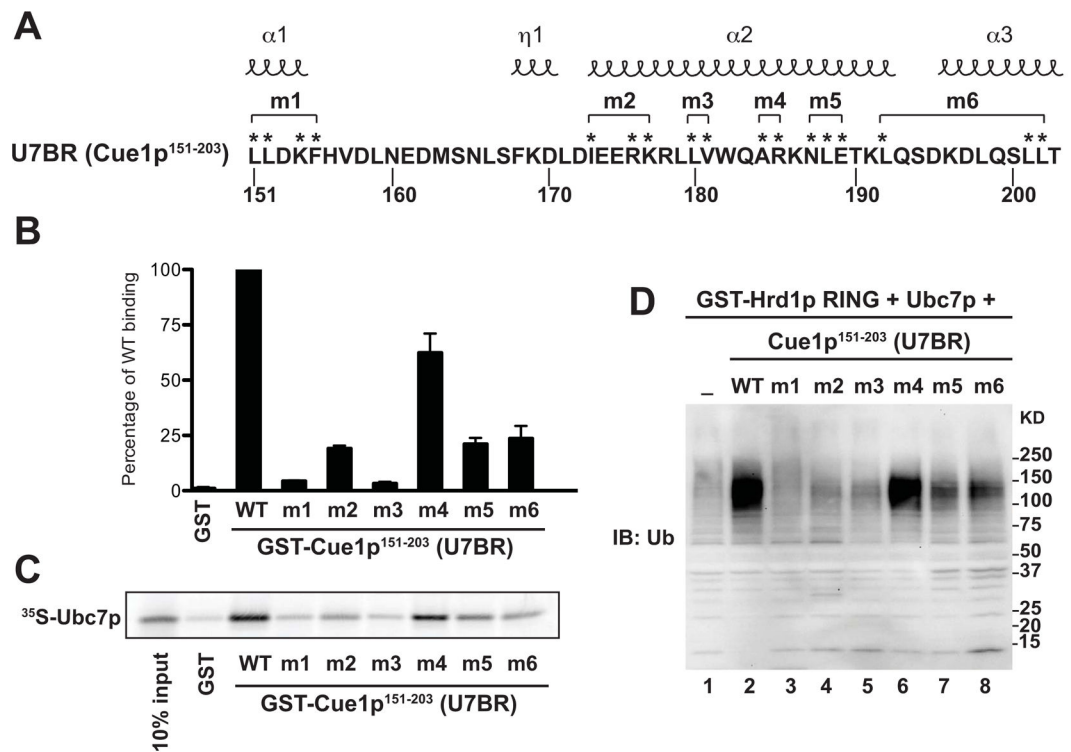 A
α1 η1 α2 α3
m1 m2 m3 m4 m5 m6
** ** * ** ** ** *** * **
U7BR (Cue1p151-203) LLDKFHVDLNEDMSNLSFKDLDIEERKRLLVWQARKNLETKLQSDKDLQSLLT
151 160 170 180 190 200
B
Percentage of WT binding
100
75
50
25
0
GST WT m1 m2 m3 m4 m5 m6
GST-Cue1p151-203 (U7BR)
C
35S-Ubc7p
10% input GST WT m1 m2 m3 m4 m5 m6
GST-Cue1p151-203 (U7BR)
D
GST-Hrd1p RING + Ubc7p +
Cue1p151-203 (U7BR)
_ WT m1 m2 m3 m4 m5 m6
KD
250
150
100
75
50
37
25
20
15
IB: Ub
1 2 3 4 5 6 7 8